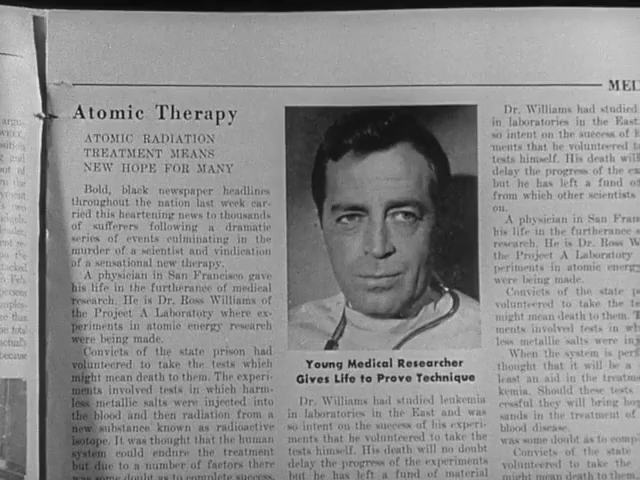 MEDI
Atomic Therapy
ATOMIC RADIATION
TREATMENT MEANS
NEW HOPE FOR MANY
Bold, black newspaper headlines
throughout the nation last week car-
ried this heartening news to thousands
of sufferers following a dramatic
series of events culminating in the
murder of a scientist and vindication
of a sensational new therapy.
A physician in San Francisco gave
his life in the furtherance of medical
research. He is Dr. Ross Williams of
the Project A Laboratory where ex-
periments in atomic energy research
were being made.
Convicts of the state prison had
volunteered to take the tests which
might mean death to them. The experi-
ments involved tests in which harm-
less metallic salts were injected into
the blood and then radiation from a
new substance known as radioactive
isotope. It was thought that the human
system could endure the treatment
but due to a number of factors there
was some doubt as to complete success.
Young Medical Researcher
Gives Life to Prove Technique
Dr. Williams had studied leukemia
in laboratories in the East and was
so intent on the success of his experi-
ments that he volunteered to take the
tests himself. His death will no doubt
delay the progress of the experiments
but he has left a fund of material
Dr. Williams had studied
in laboratories in the East
so intent on the success of
ments that he volunteered to
tests himself. His death will
delay the progress of the ex
but he has left a fund of
from which other scientists
on.
A physician in San Fran
his life in the furtherance
research. He is Dr. Ross
the Project A Laboratory
periments in atomic energy
were being made.
Convicts of the state p
volunteered to take the
might mean death to them. T
ments involved tests in w
less metallic salts were inj
When the system is per
thought that it will be a
least an aid in the treatment
kemia. Should these tests
cessful they will bring hop
sands in the treatment of
blood disease.
was some doubt as to comp
Convicts of the state
volunteered to take the
might mean death to them